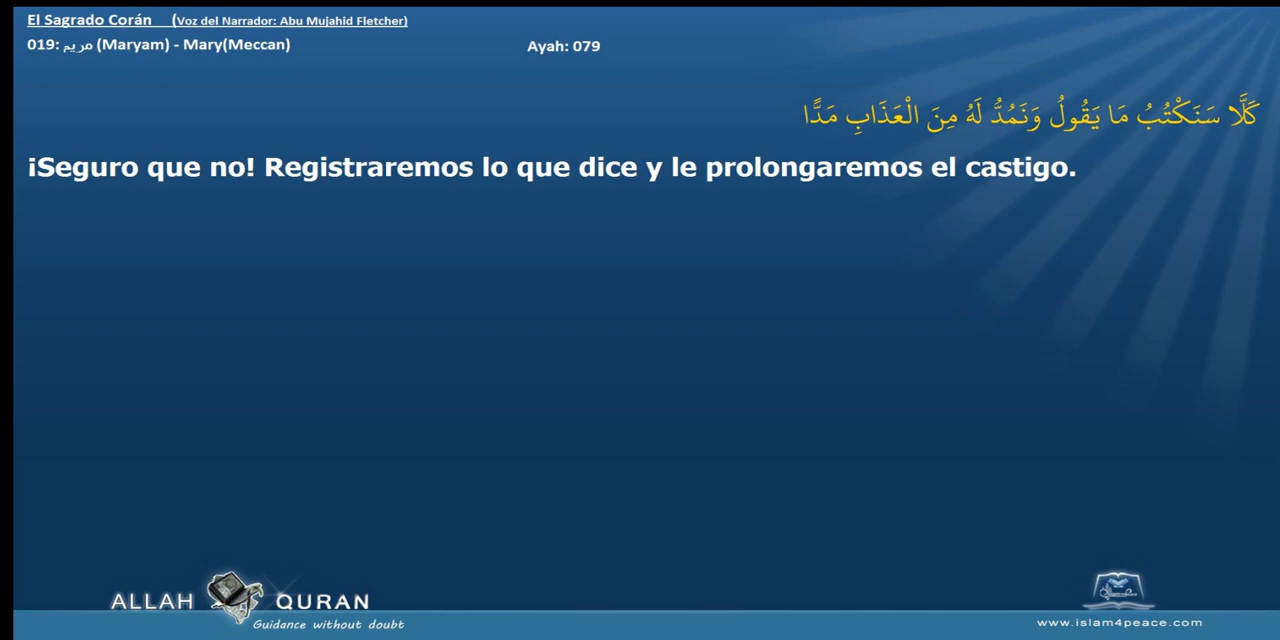 El Sagrado Corán (Voz del Narrador: Abu Mujahid Fletcher)
019: مريم (Maryam) - Mary(Meccan)
Ayah: 079
كَلَّا سَنَكْتُبُ مَا يَقُولُ وَنَمُدُّ لَهُ مِنَ الْعَذَابِ مَدًّا
¡Seguro que no! Registraremos lo que dice y le prolongaremos el castigo.
ALLAH QURAN
Guidance without doubt
www.islam4peace.com